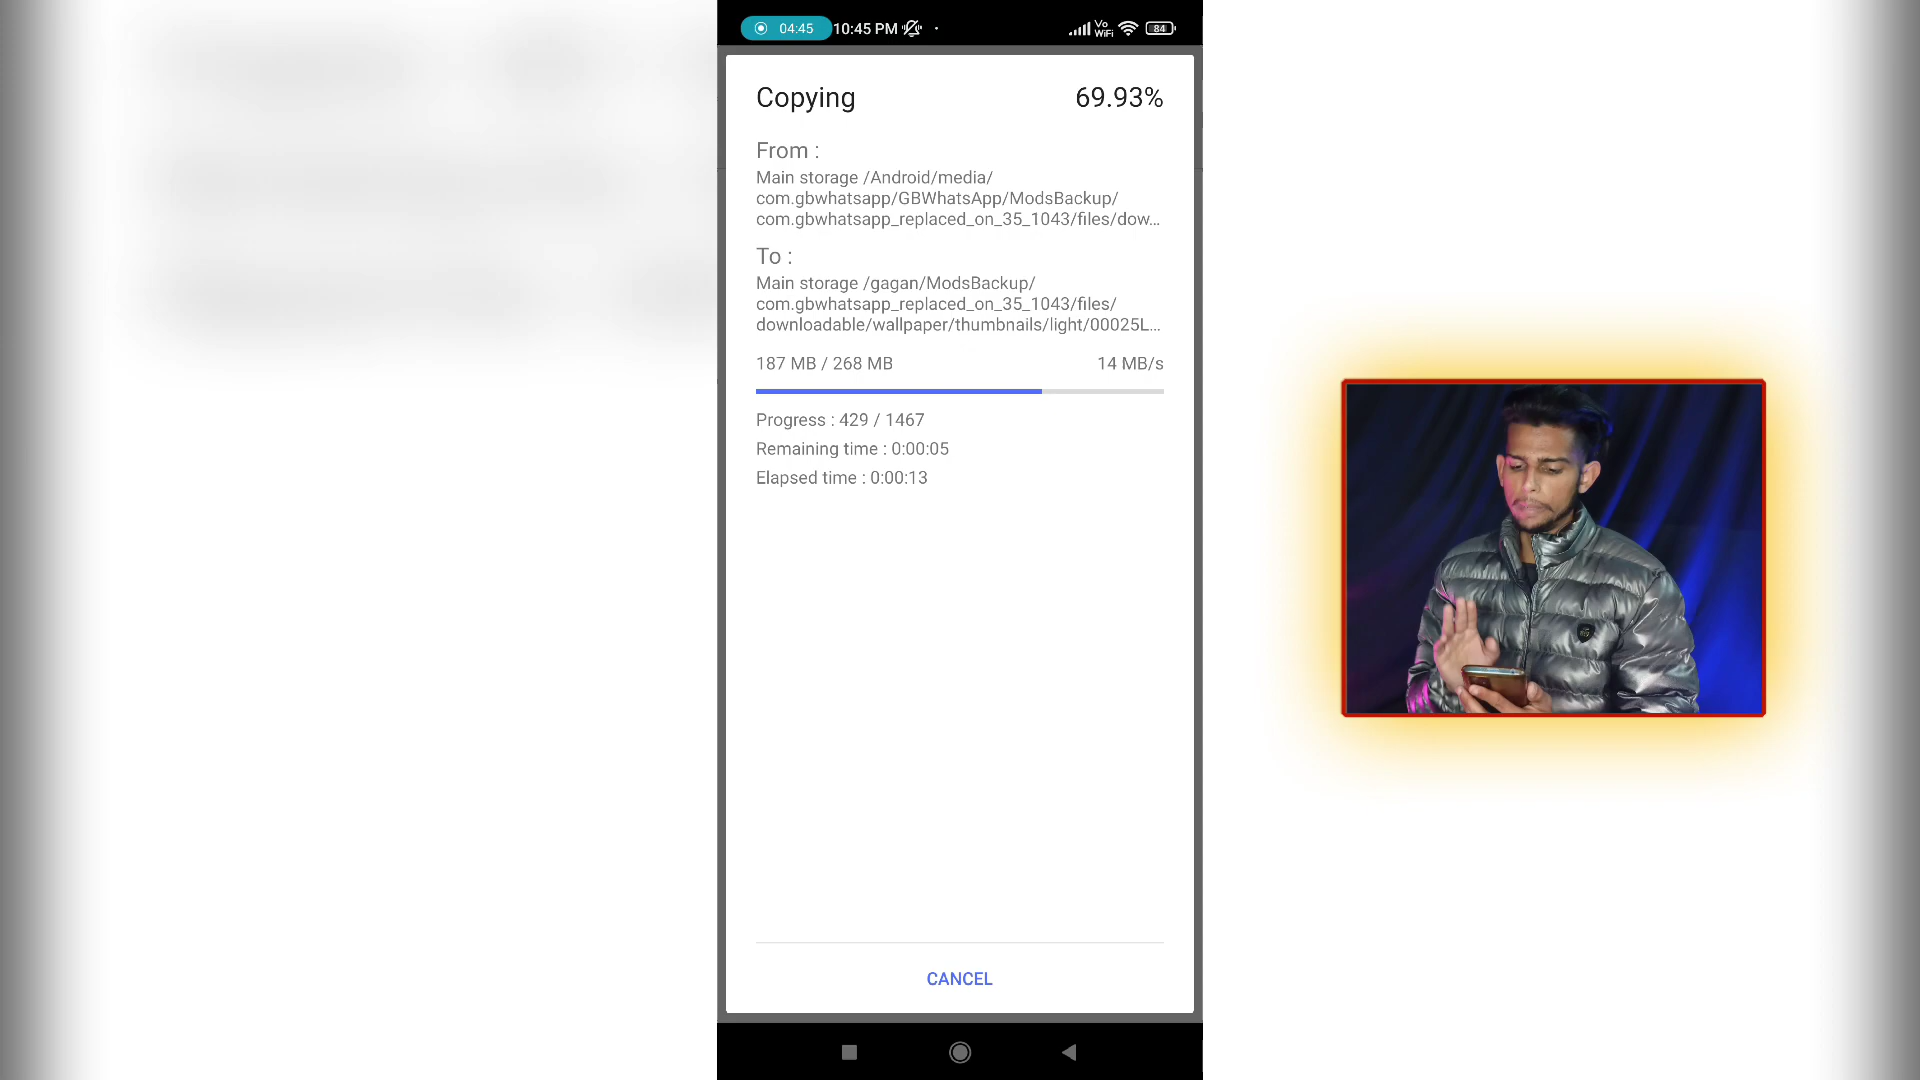 04:45 10:45 PM Vo WiFi 84
Copying 69.93%
From :
Main storage /Android/media/
com.gbwhatsapp/GBWhatsApp/ModsBackup/
com.gbwhatsapp_replaced_on_35_1043/files/dow...
To :
Main storage /gagan/ModsBackup/
com.gbwhatsapp_replaced_on_35_1043/files/
downloadable/wallpaper/thumbnails/light/00025L...
187 MB / 268 MB 14 MB/s
Progress : 429 / 1467
Remaining time : 0:00:05
Elapsed time : 0:00:13
CANCEL